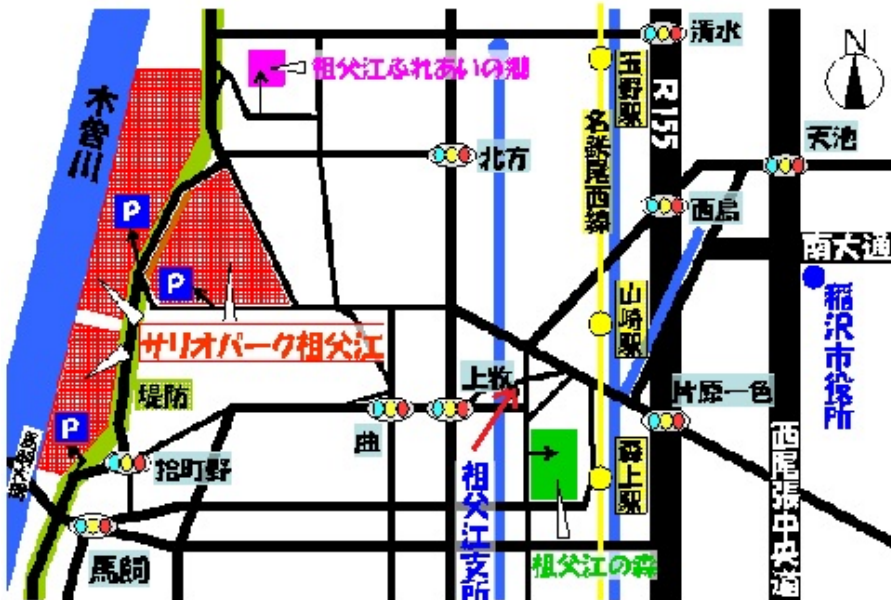 清水
N
祖父江ふれあいの郷
玉野駅
R155
木曽川
名鉄尾西線
天池
北方
西島
P
南大通
P
山崎駅
稲沢市役所
サリオパーク祖父江
堤防
上牧
片原一色
P
曲
拾町野
森上駅
西尾張中央道
祖父江支所
馬飼
祖父江の森